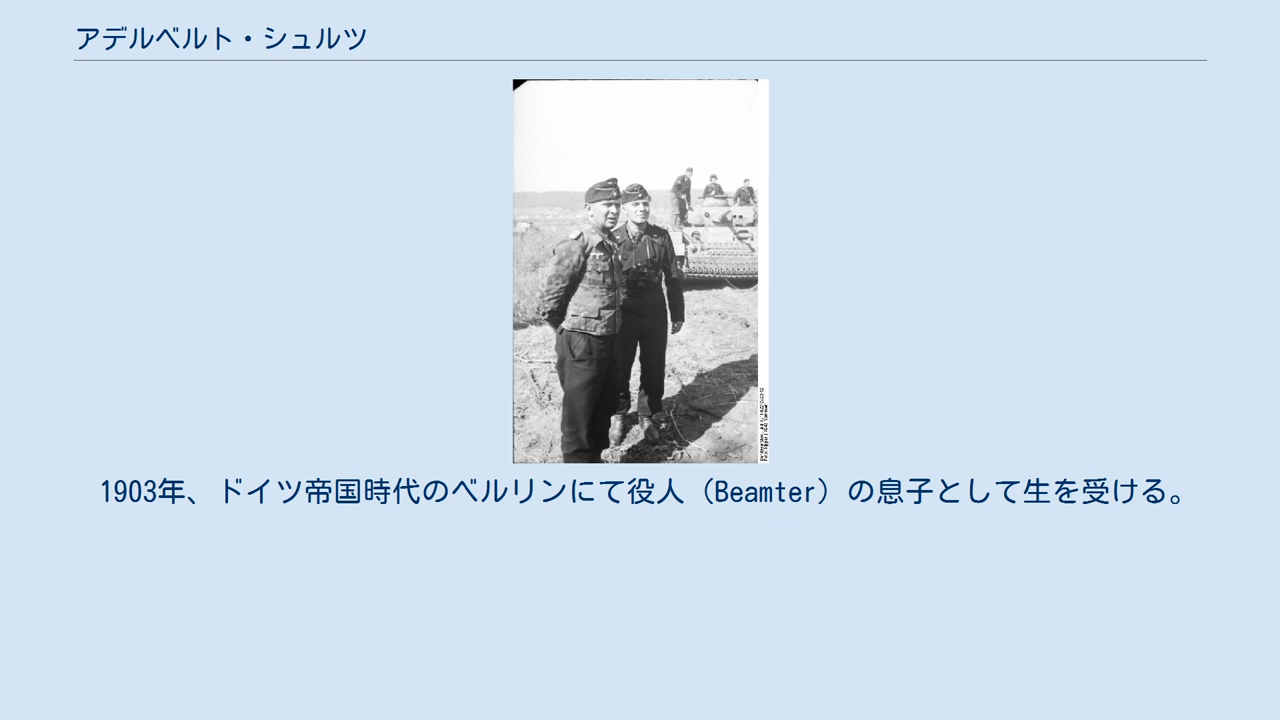 アデルベルト・シュルツ
1903年、ドイツ帝国時代のベルリンにて役人（Beamter）の息子として生を受ける。